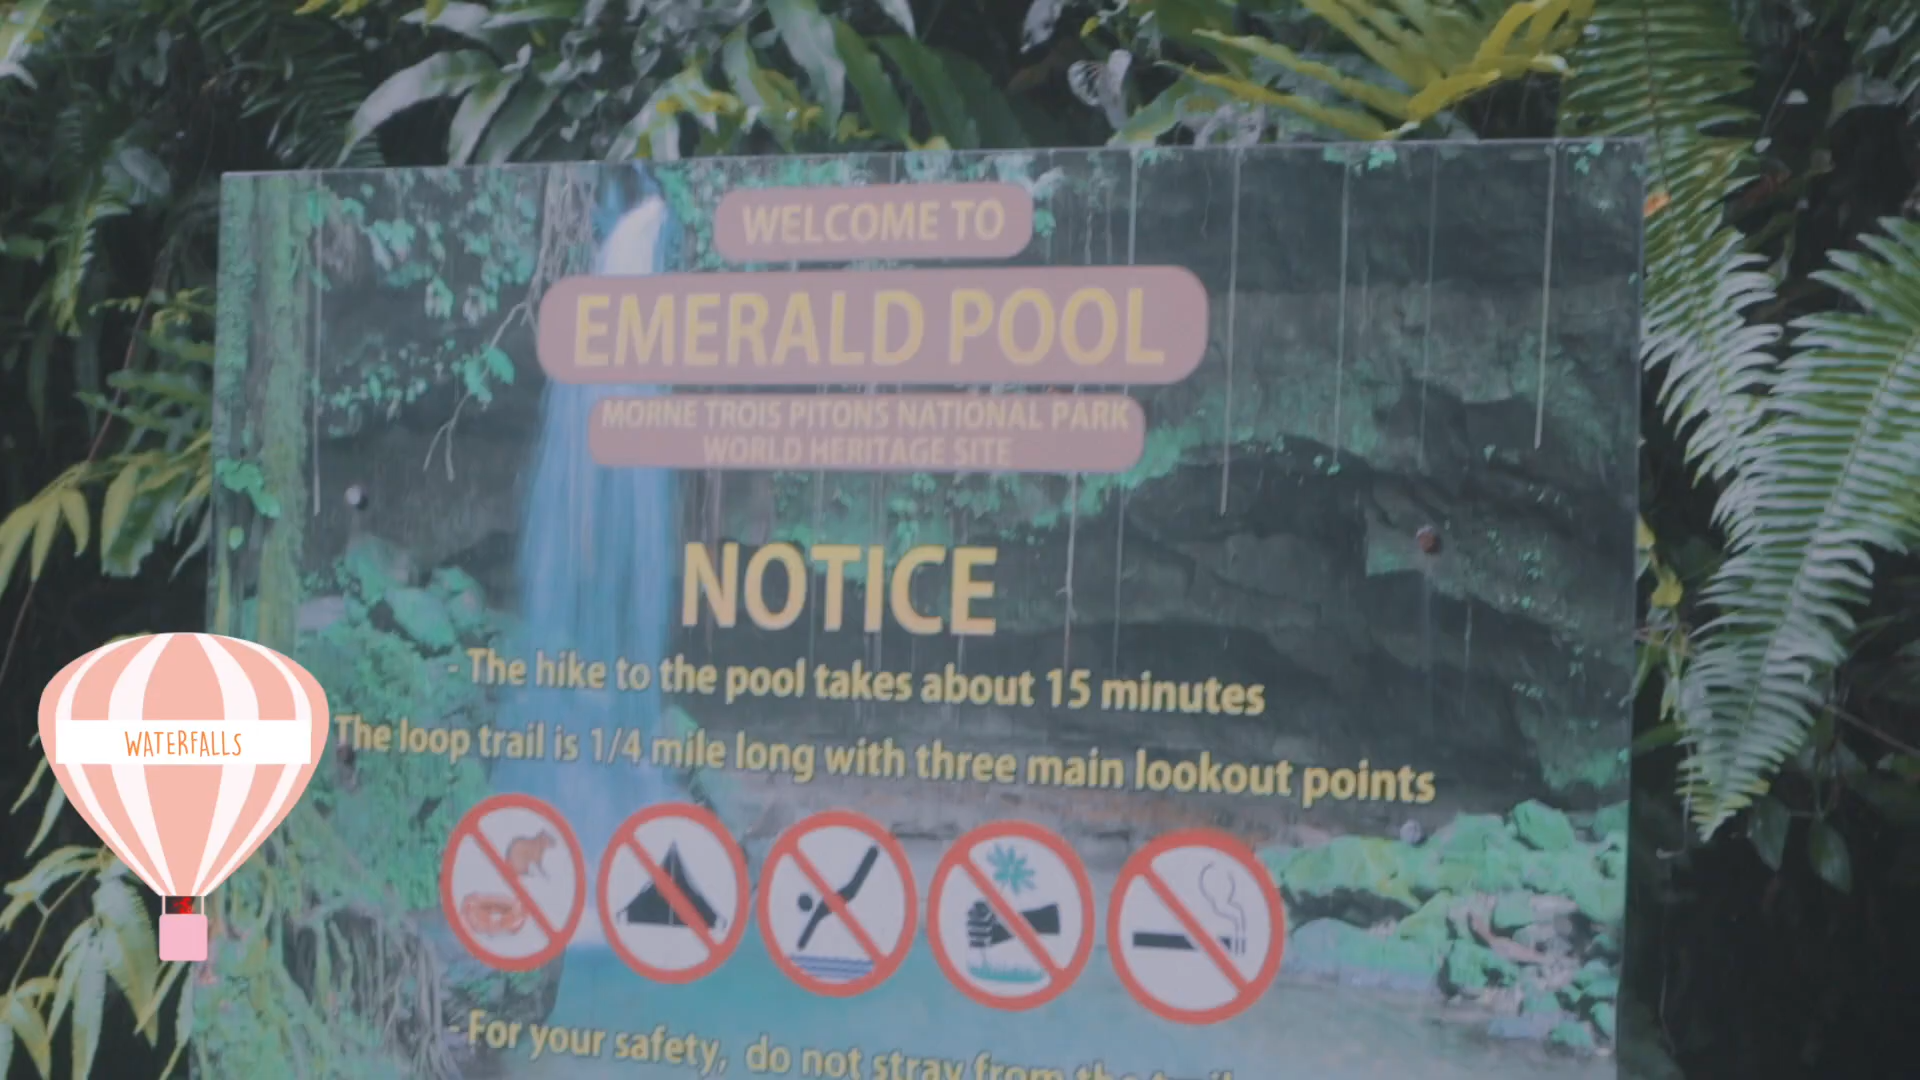 WELCOME TO
EMERALD POOL
MORNE TROIS PITONS NATIONAL PARK
WORLD HERITAGE SITE
NOTICE
- The hike to the pool takes about 15 minutes
The loop trail is 1/4 mile long with three main lookout points
WATERFALLS
- For your safety, do not stray from the trail